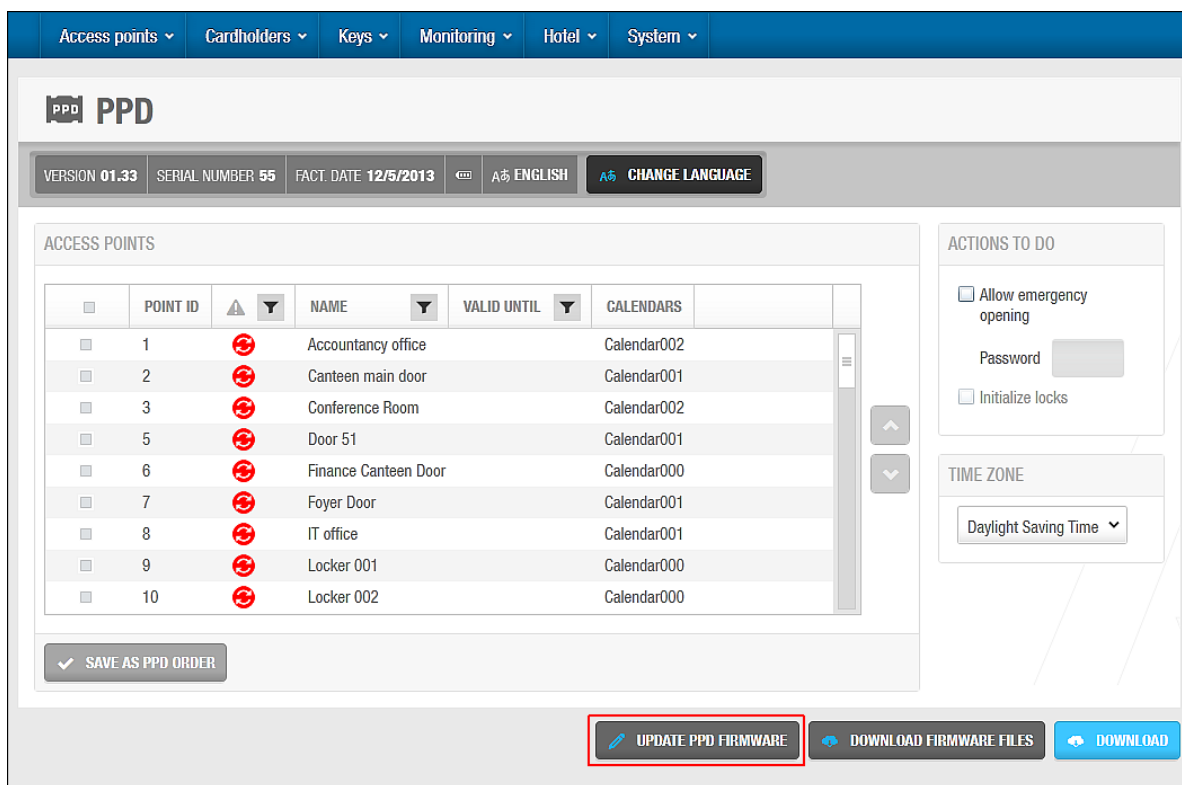 Access points Cardholders Keys Monitoring Hotel System
PPD PPD
VERSION 01.33 SERIAL NUMBER 55 FACT. DATE 12/5/2013 Aあ ENGLISH Aあ CHANGE LANGUAGE
ACCESS POINTS
POINT ID NAME VALID UNTIL CALENDARS
1 Accountancy office Calendar002
2 Canteen main door Calendar001
3 Conference Room Calendar002
5 Door 51 Calendar001
6 Finance Canteen Door Calendar000
7 Foyer Door Calendar001
8 IT office Calendar001
9 Locker 001 Calendar000
10 Locker 002 Calendar000
SAVE AS PPD ORDER
ACTIONS TO DO
Allow emergency
opening
Password
Initialize locks
TIME ZONE
Daylight Saving Time
UPDATE PPD FIRMWARE DOWNLOAD FIRMWARE FILES DOWNLOAD